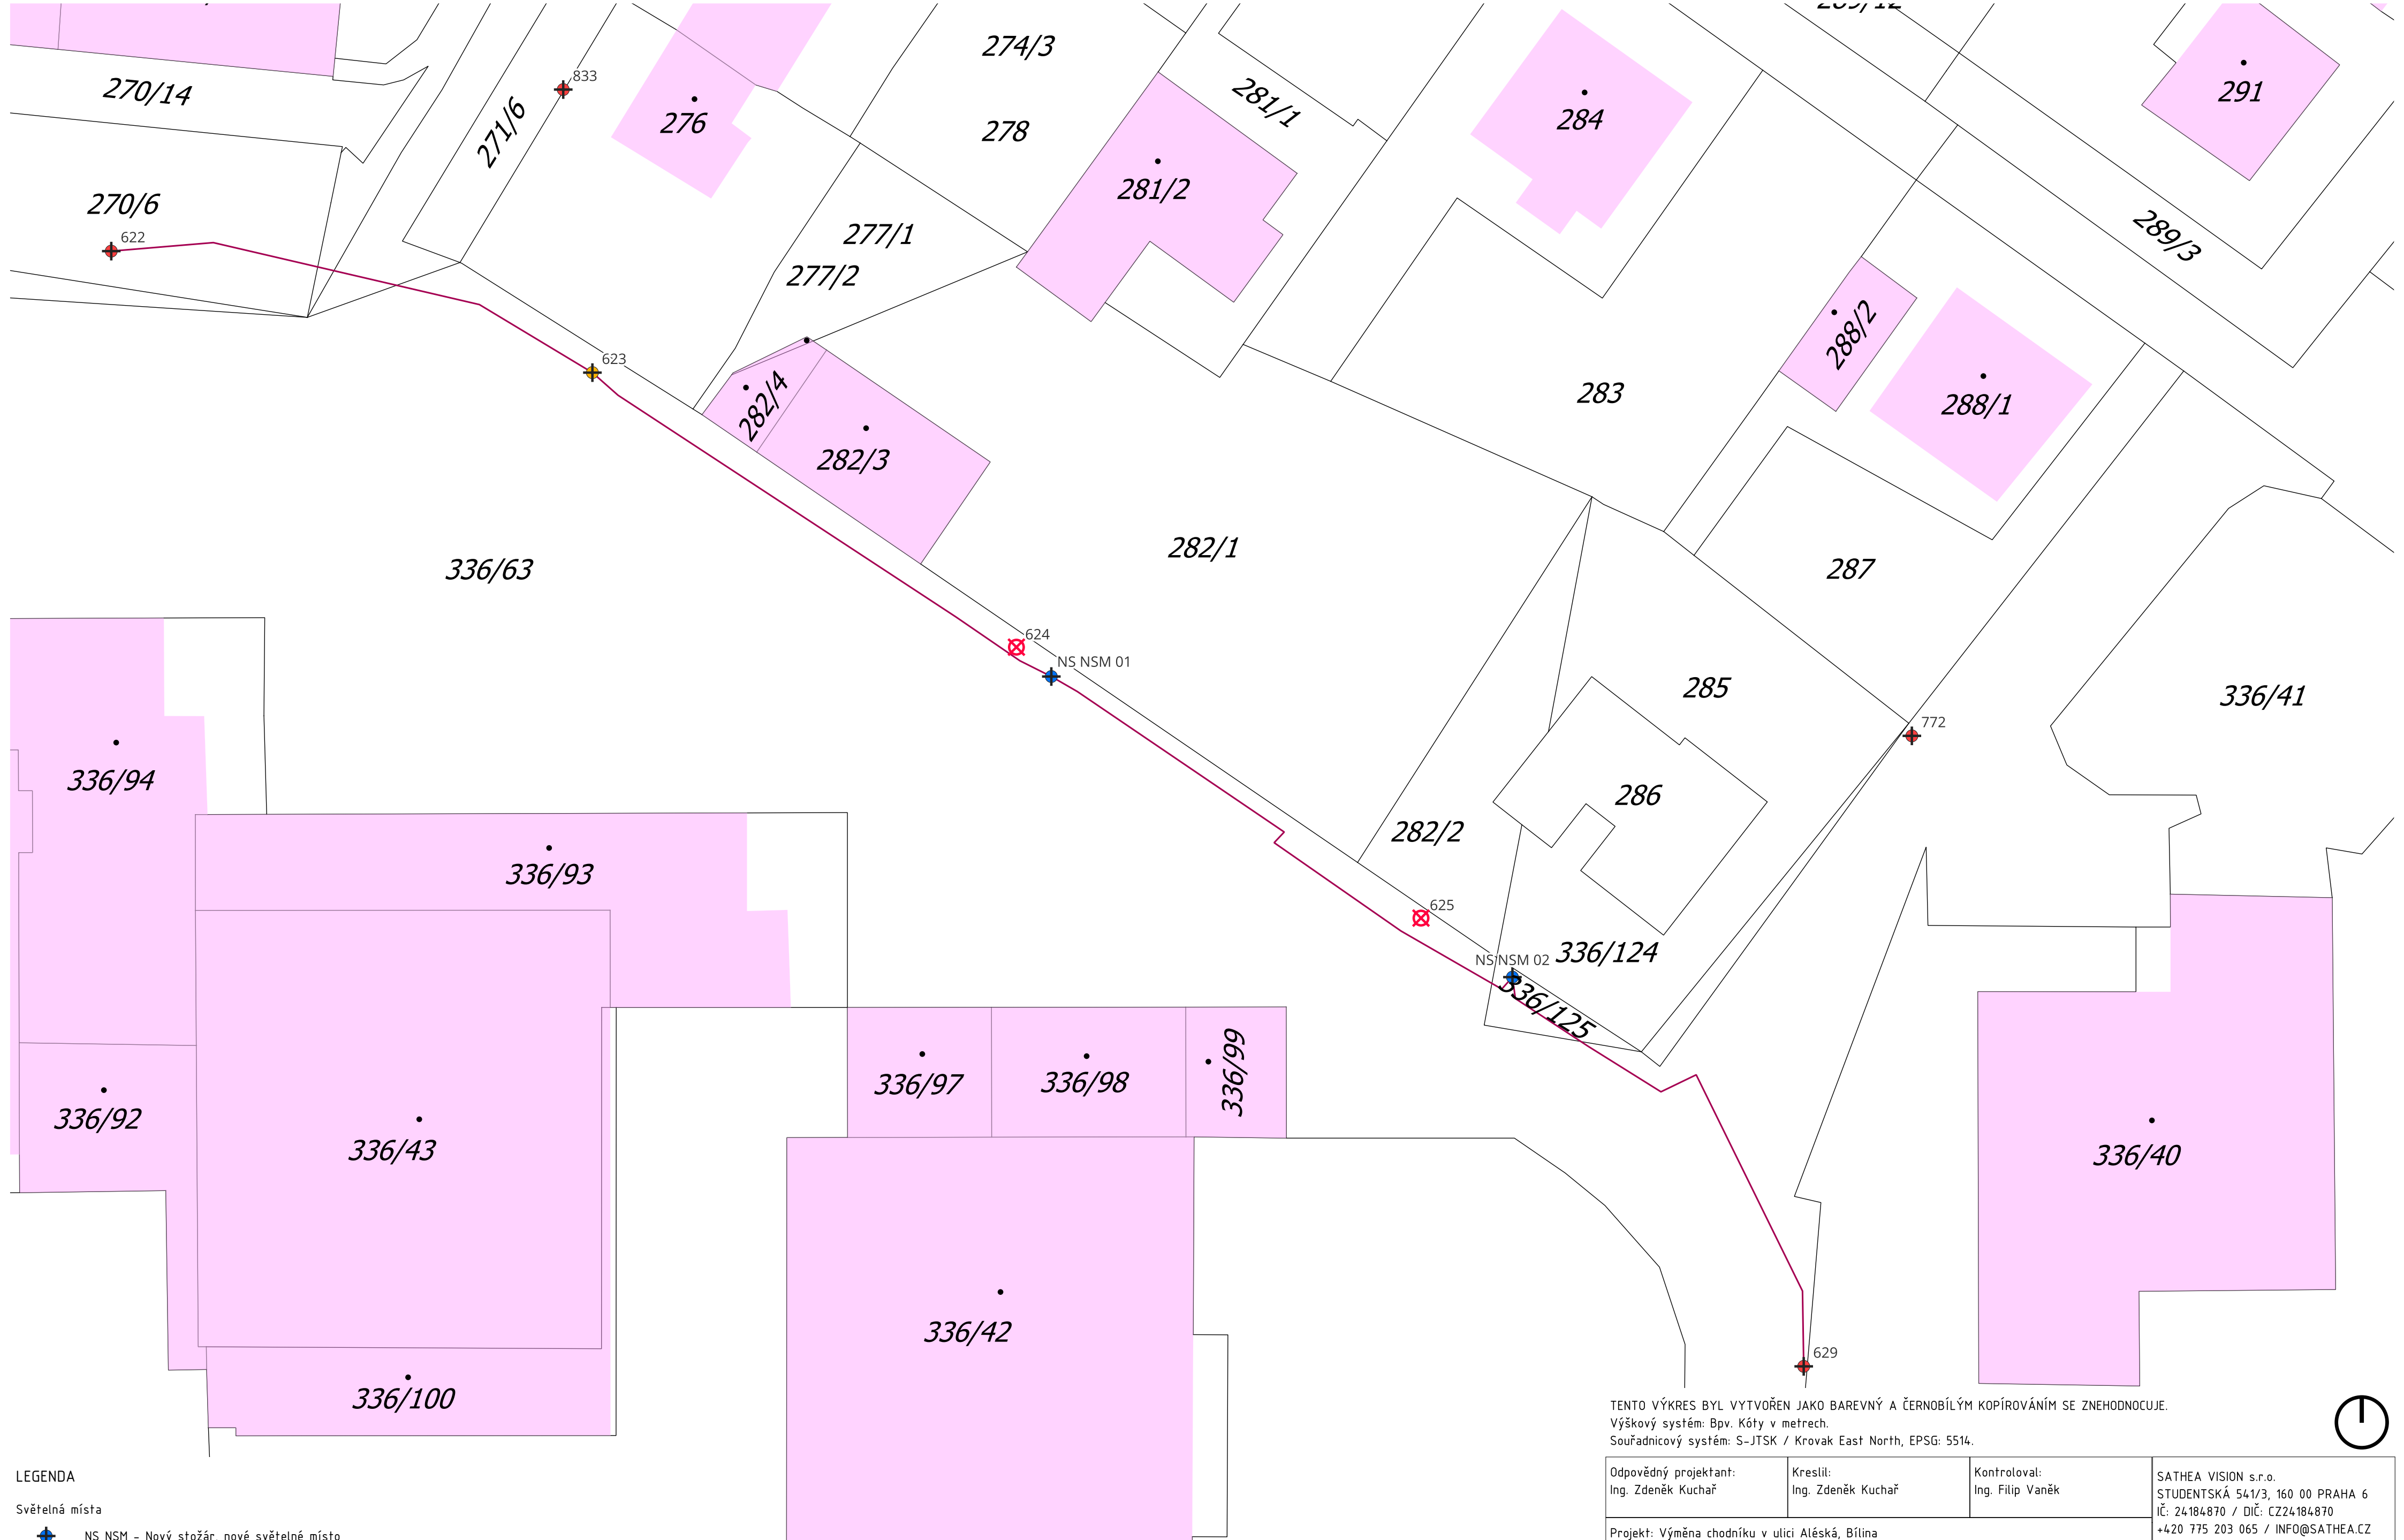 289/12
274/3
291
270/14
833
276
284
281/1
278
271/6
281/2
270/6
622
277/1
289/3
277/2
288/2
623
283
288/1
282/4
282/3
282/1
287
336/63
624
NS NSM 01
285
336/41
772
336/94
286
282/2
336/93
625
336/124
NS NSM 02
336/125
336/97
336/98
336/99
336/92
336/43
336/40
336/42
629
336/100
TENTO VÝKRES BYL VYTVOŘEN JAKO BAREVNÝ A ČERNOBÍLÝM KOPÍROVÁNÍM SE ZNEHODNOCUJE.
Výškový systém: Bpv. Kóty v metrech.
Souřadnicový systém: S-JTSK / Krovak East North, EPSG: 5514.
LEGENDA
Světelná místa
NS NSM - Nový stožár, nové světelné místo
Odpovědný projektant:
Ing. Zdeněk Kuchař
Kreslil:
Ing. Zdeněk Kuchař
Kontroloval:
Ing. Filip Vaněk
SATHEA VISION s.r.o.
STUDENTSKÁ 541/3, 160 00 PRAHA 6
IČ: 24184870 / DIČ: CZ24184870
+420 775 203 065 / INFO@SATHEA.CZ
Projekt: Výměna chodníku v ulici Aléská, Bílina